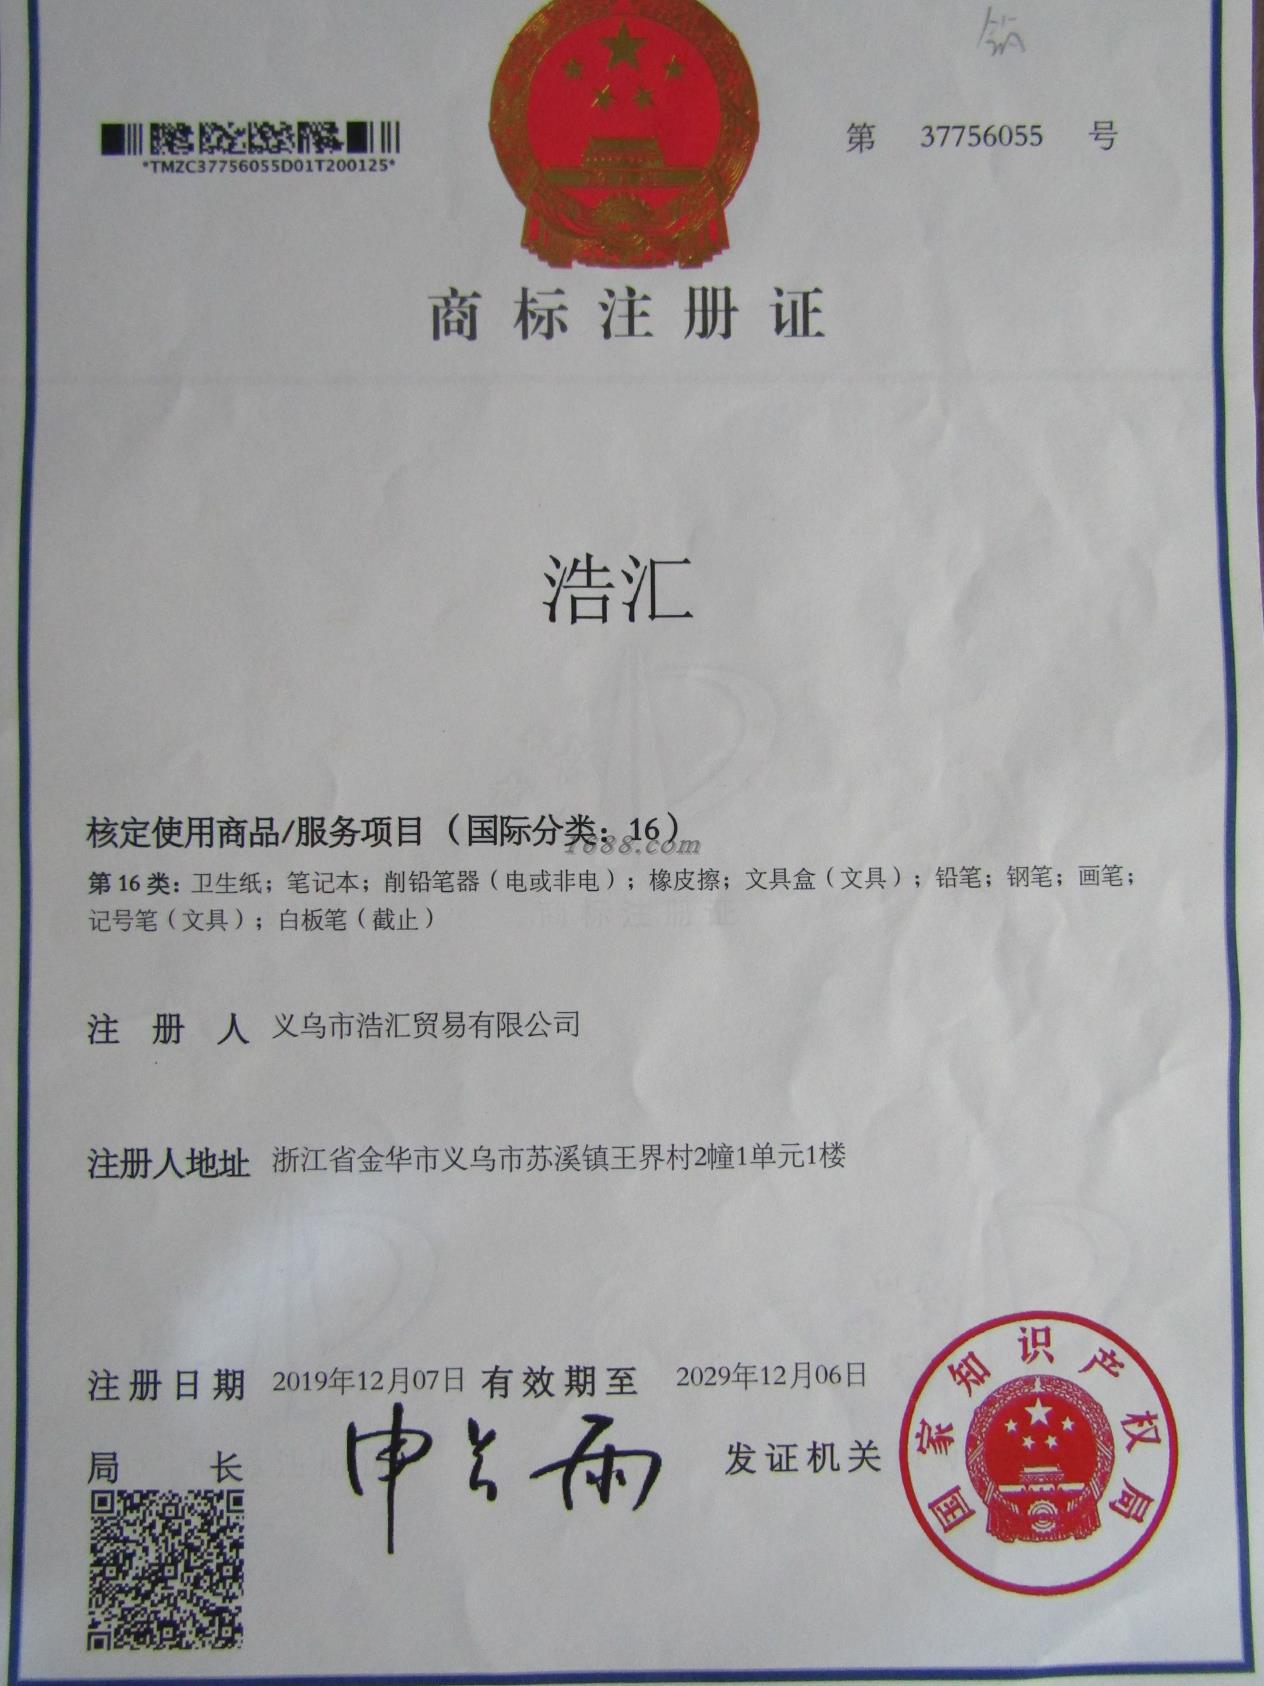 第 37756055 号
*TMZC37756055D01T200125*
商标注册证
浩汇
核定使用商品/服务项目（国际分类：16）
1688.com
第 16 类：卫生纸；笔记本；削铅笔器（电或非电）；橡皮擦；文具盒（文具）；铅笔；钢笔；画笔；
记号笔（文具）；白板笔（截止）
商标注册证
注册人 义乌市浩汇贸易有限公司
注册人地址 浙江省金华市义乌市苏溪镇王界村2幢1单元1楼
注册日期 2019年12月07日 有效期至 2029年12月06日
局长 申长雨 发证机关
国家知识产权局